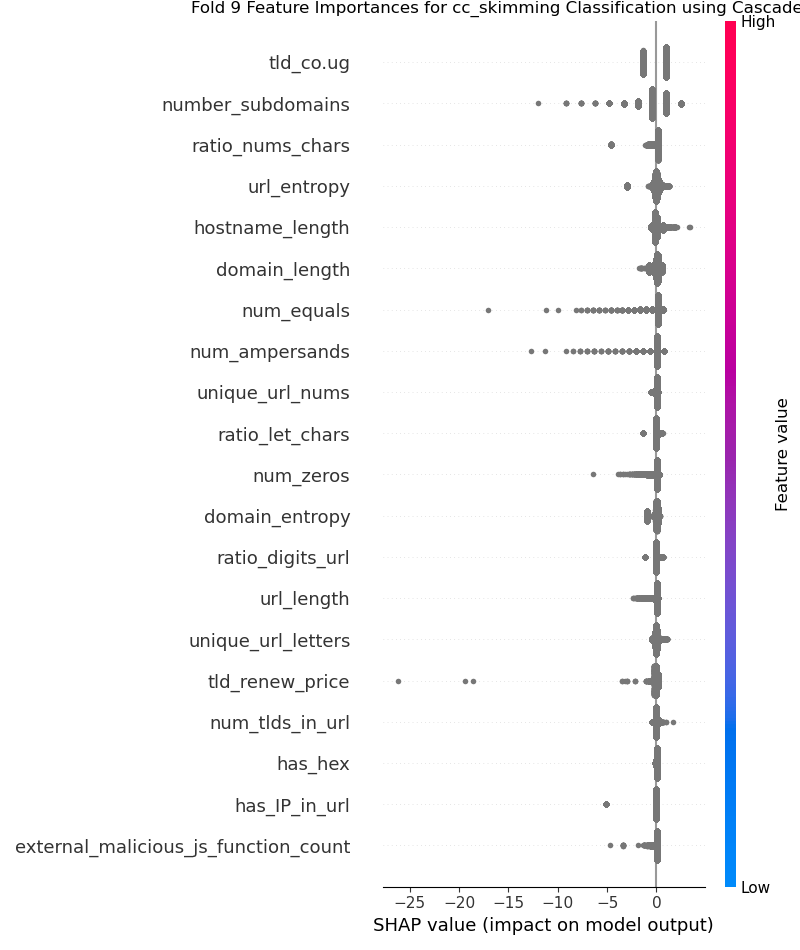 Fold 9 Feature Importances for cc_skimming Classification using Cascade
High
tld_co.ug
number_subdomains
ratio_nums_chars
url_entropy
hostname_length
domain_length
num_equals
num_ampersands
unique_url_nums
ratio_let_chars
num_zeros
domain_entropy
ratio_digits_url
url_length
unique_url_letters
tld_renew_price
num_tlds_in_url
has_hex
has_IP_in_url
external_malicious_js_function_count
Feature value
Low
−25 −20 −15 −10 −5 0
SHAP value (impact on model output)